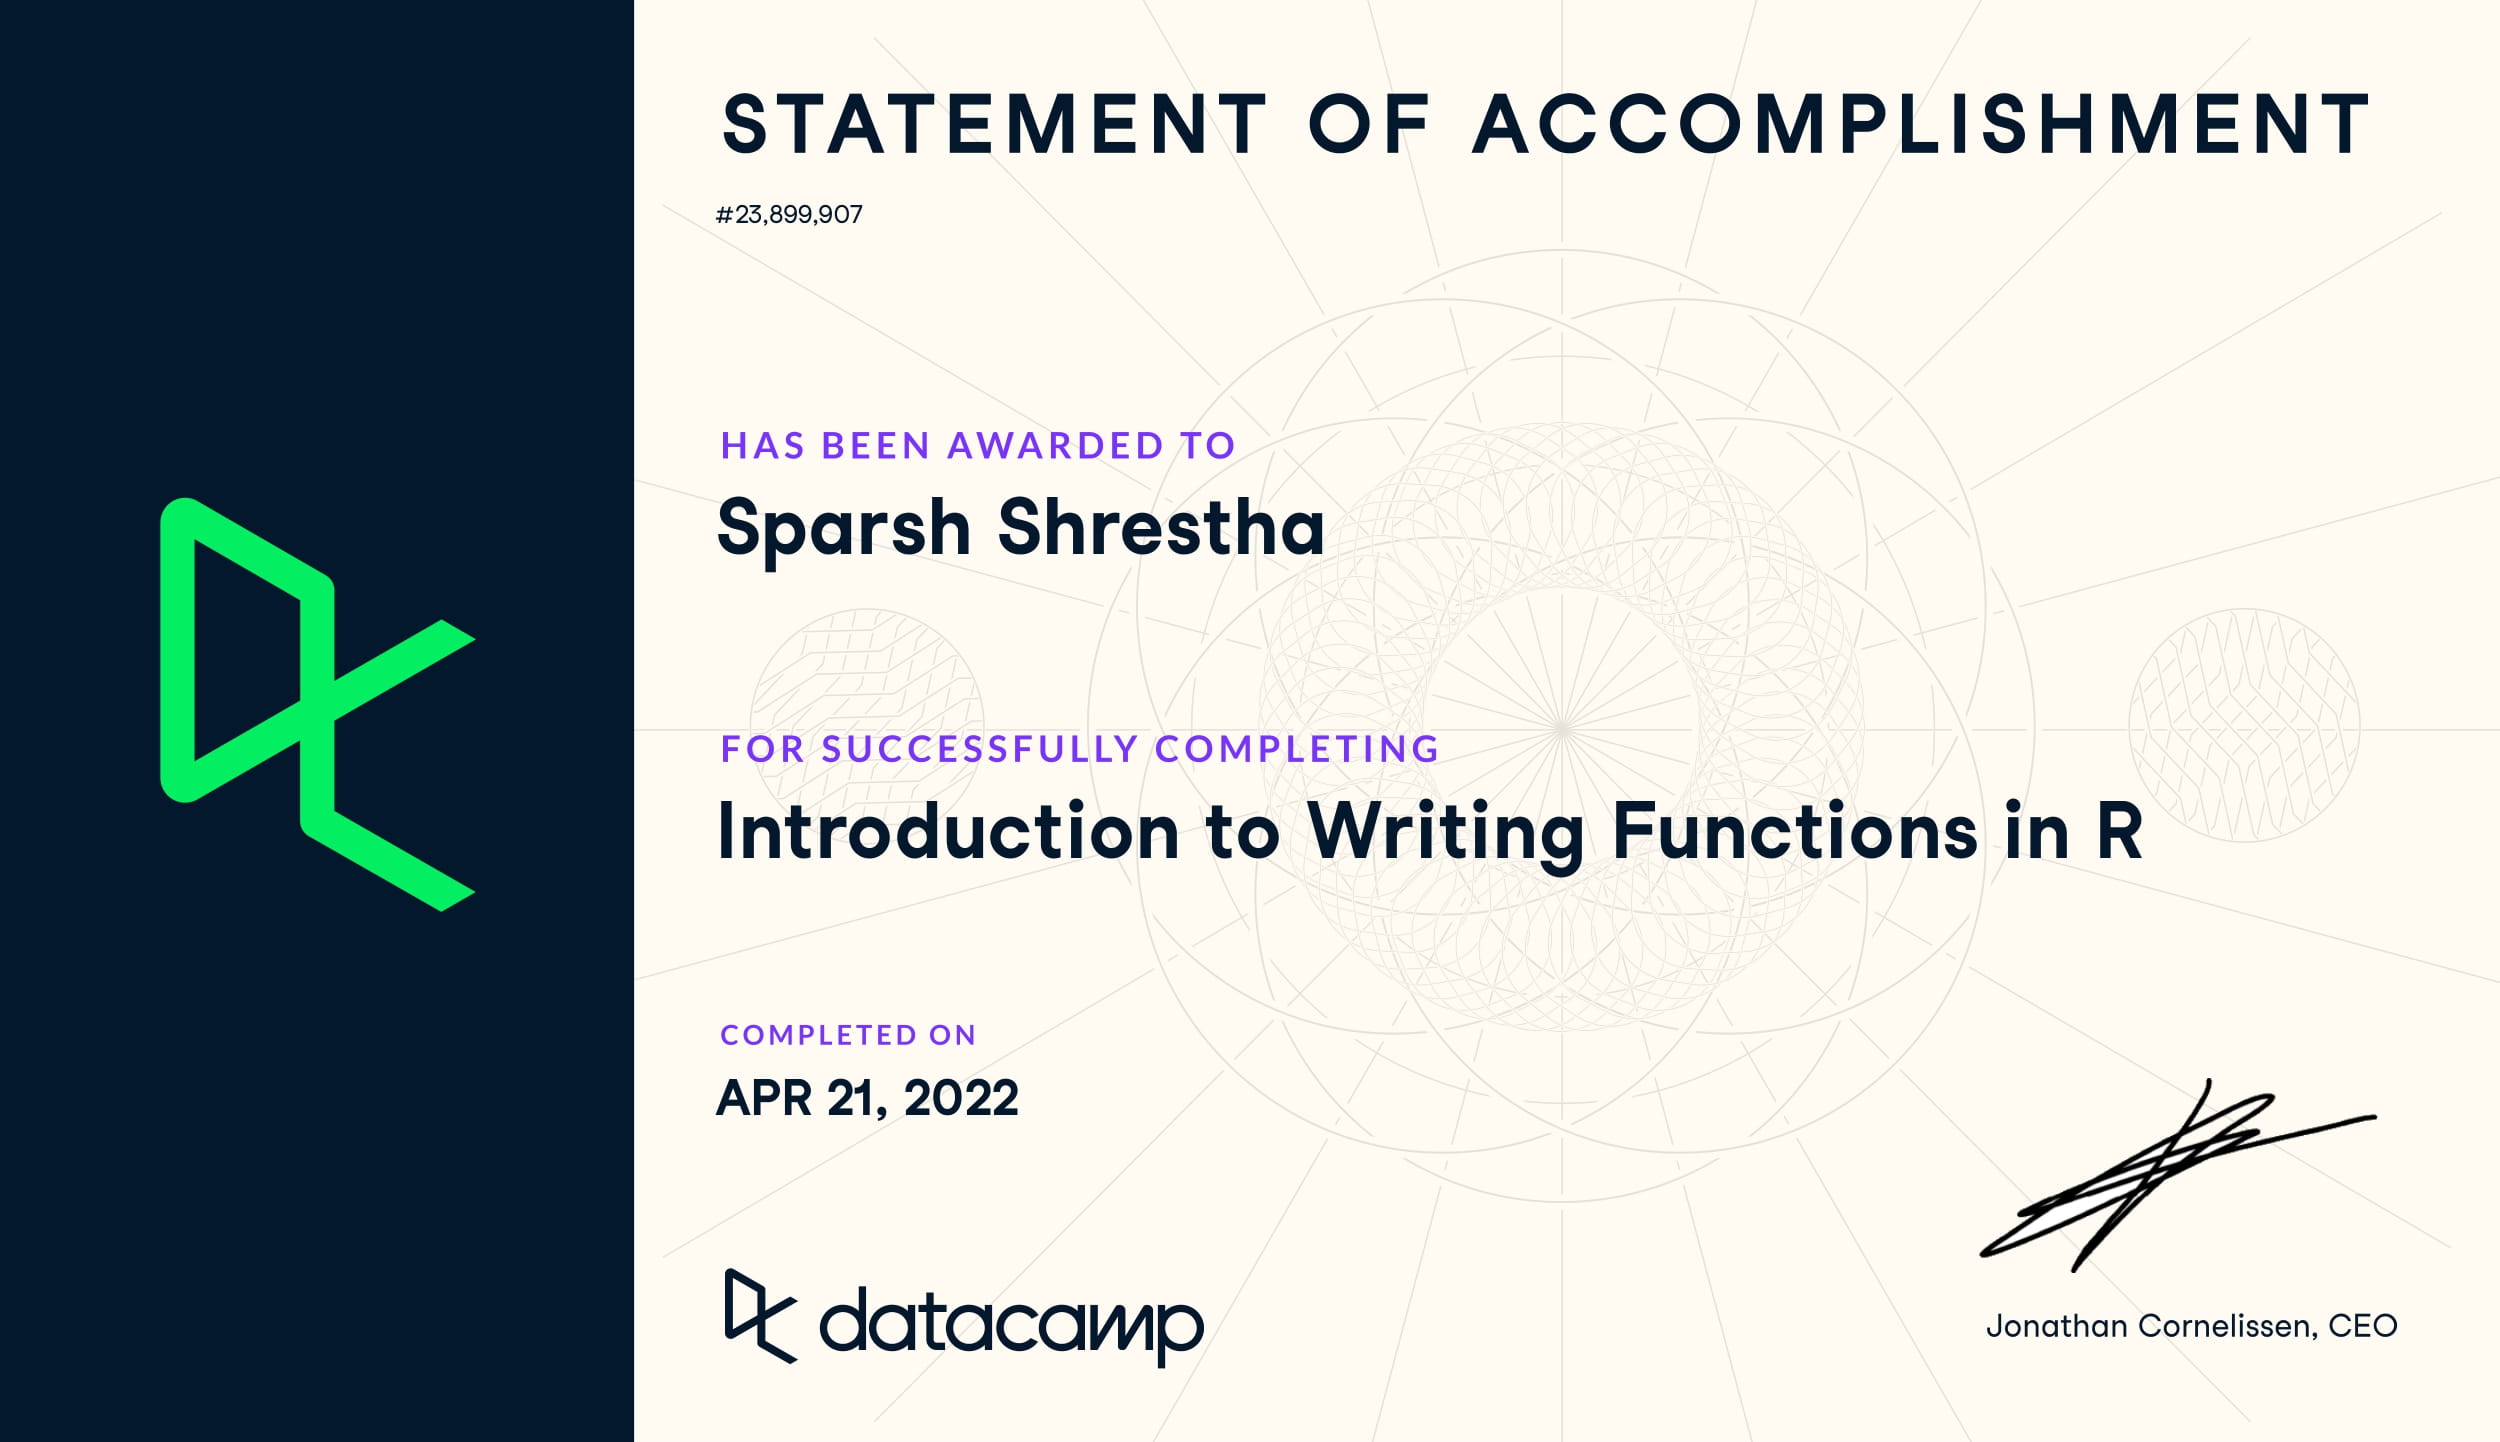 STATEMENT OF ACCOMPLISHMENT
#23,899,907
HAS BEEN AWARDED TO
Sparsh Shrestha
FOR SUCCESSFULLY COMPLETING
Introduction to Writing Functions in R
COMPLETED ON
APR 21, 2022
datacamp
Jonathan Cornelissen, CEO